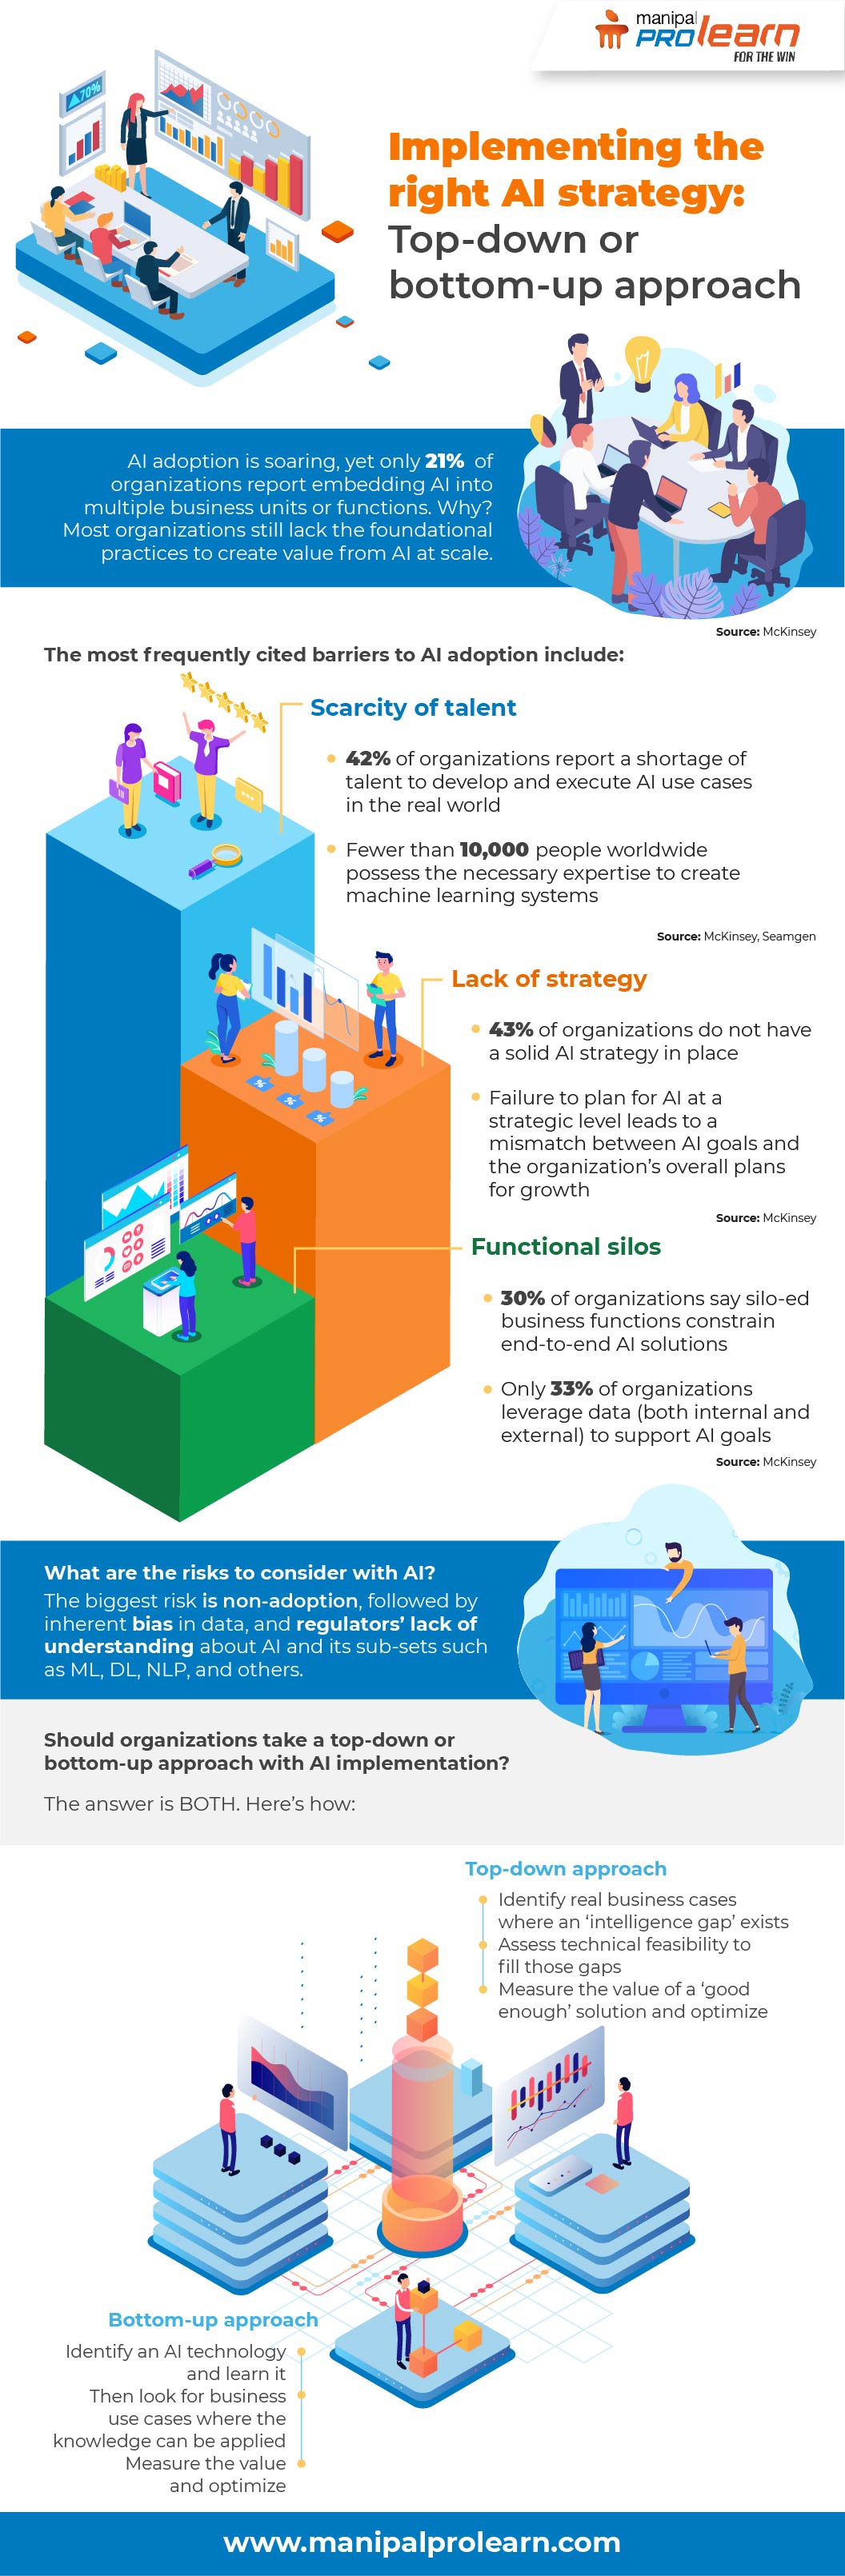 manipal
PROlearn
FOR THE WIN
70%
Implementing the
right AI strategy:
Top-down or
bottom-up approach
AI adoption is soaring, yet only 21% of
organizations report embedding AI into
multiple business units or functions. Why?
Most organizations still lack the foundational
practices to create value from AI at scale.
Source: McKinsey
The most frequently cited barriers to AI adoption include:
Scarcity of talent
42% of organizations report a shortage of
talent to develop and execute AI use cases
in the real world
Fewer than 10,000 people worldwide
possess the necessary expertise to create
machine learning systems
Source: McKinsey, Seamgen
Lack of strategy
43% of organizations do not have
a solid AI strategy in place
Failure to plan for AI at a
strategic level leads to a
mismatch between AI goals and
the organization's overall plans
for growth
Source: McKinsey
% % %
Functional silos
30% of organizations say silo-ed
business functions constrain
end-to-end AI solutions
Only 33% of organizations
leverage data (both internal and
external) to support AI goals
Source: McKinsey
What are the risks to consider with AI?
The biggest risk is non-adoption, followed by
inherent bias in data, and regulators' lack of
understanding about AI and its sub-sets such
as ML, DL, NLP, and others.
Should organizations take a top-down or
bottom-up approach with AI implementation?
The answer is BOTH. Here's how:
Top-down approach
Identify real business cases
where an 'intelligence gap' exists
Assess technical feasibility to
fill those gaps
Measure the value of a 'good
enough' solution and optimize
Bottom-up approach
Identify an AI technology
and learn it
Then look for business
use cases where the
knowledge can be applied
Measure the value
and optimize
www.manipalprolearn.com